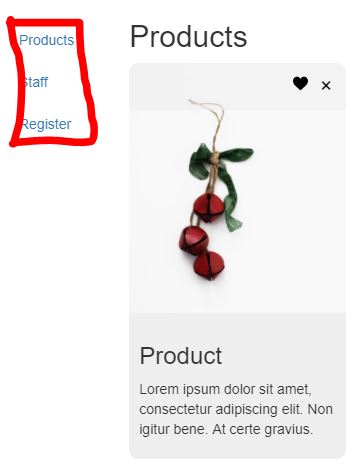 Products
Staff
Register
Products
Product
Lorem ipsum dolor sit amet,
consectetur adipiscing elit. Non
igitur bene. At certe gravius.